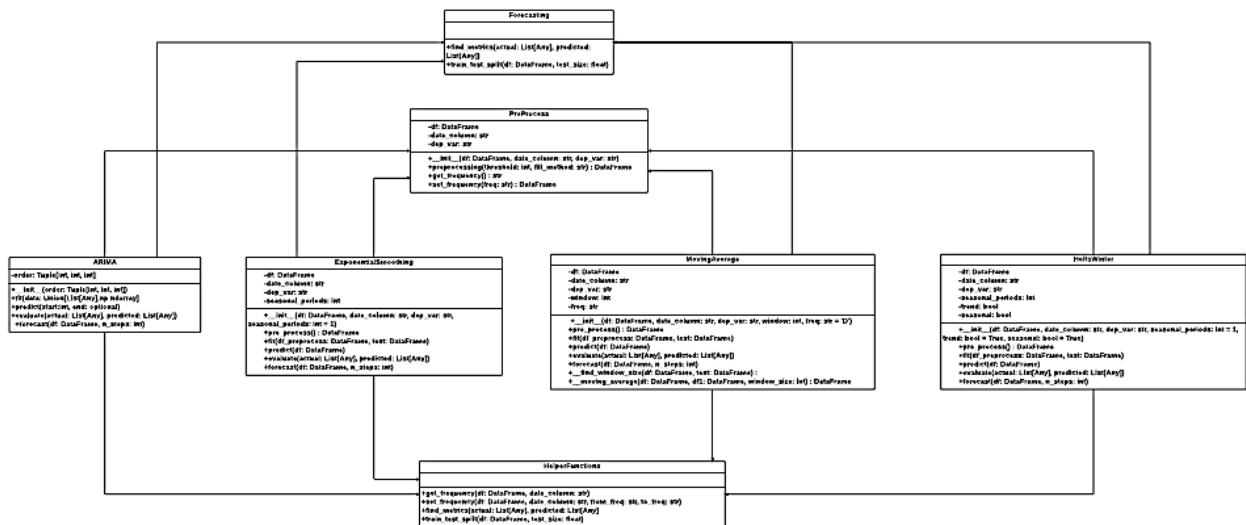 Forecasting
+find_metrics(actual: List[Any], predicted:
List[Any])
+train_test_split(df: DataFrame, test_size: float)
PreProcess
-df: DataFrame
-date_column: str
-dep_var: str
+__init__(df: DataFrame, date_column: str, dep_var: str)
+preprocessing(threshold: int, fill_method: str) : DataFrame
+get_frequency() : str
+set_frequency(freq: str) : DataFrame
ARIMA
-order: Tuple[int, int, int]
+__init__(order: Tuple[int, int, int])
+fit(data: Union[List[Any],np.ndarray]
+predict(start:int, end: optional)
+evaluate(actual: List[Any], predicted: List[Any])
+forecast(df: DataFrame, n_steps: int)
ExponentialSmoothing
-df: DataFrame
-date_column: str
-dep_var: str
-seasonal_periods: int
+__init__(df: DataFrame, date_column: str, dep_var: str,
seasonal_periods: int = 1)
+pre_process() : DataFrame
+fit(df_preprocess: DataFrame, test: DataFrame)
+predict(df: DataFrame)
+evaluate(actual: List[Any], predicted: List[Any])
+forecast(df: DataFrame, n_steps: int)
MovingAverage
-df: DataFrame
-date_column: str
-dep_var: str
-window: int
-freq: str
+__init__(df: DataFrame, date_column: str, dep_var: str, window: int, freq: str = 'D')
+pre_process() : DataFrame
+fit(df_preprocess: DataFrame, test: DataFrame)
+predict(df: DataFrame)
+evaluate(actual: List[Any], predicted: List[Any])
+forecast(df: DataFrame, n_steps: int)
+__find_window_size(df: DataFrame, test: DataFrame) :
+__moving_average(df: DataFrame, df1: DataFrame, window_size: int) : DataFrame
HoltsWinter
-df: DataFrame
-date_column: str
-dep_var: str
-seasonal_periods: int
-trend: bool
-seasonal: bool
+__init__(df: DataFrame, date_column: str, dep_var: str, seasonal_periods: int = 1,
trend: bool = True, seasonal: bool = True)
+pre_process() : DataFrame
+fit(df_preprocess: DataFrame, test: DataFrame)
+predict(df: DataFrame)
+evaluate(actual: List[Any], predicted: List[Any])
+forecast(df: DataFrame, n_steps: int)
HelperFunctions
+get_frequency(df: DataFrame, date_column: str)
+set_frequency(df: DataFrame, date_column: str, from_freq: str, to_freq: str)
+find_metrics(actual: List[Any], predicted: List[Any]
+train_test_split(df: DataFrame, test_size: float)